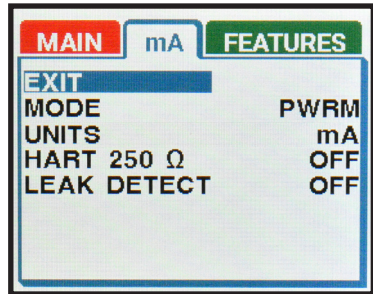 MAIN mA FEATURES
EXIT
MODE PWRM
UNITS mA
HART 250 Ω OFF
LEAK DETECT OFF